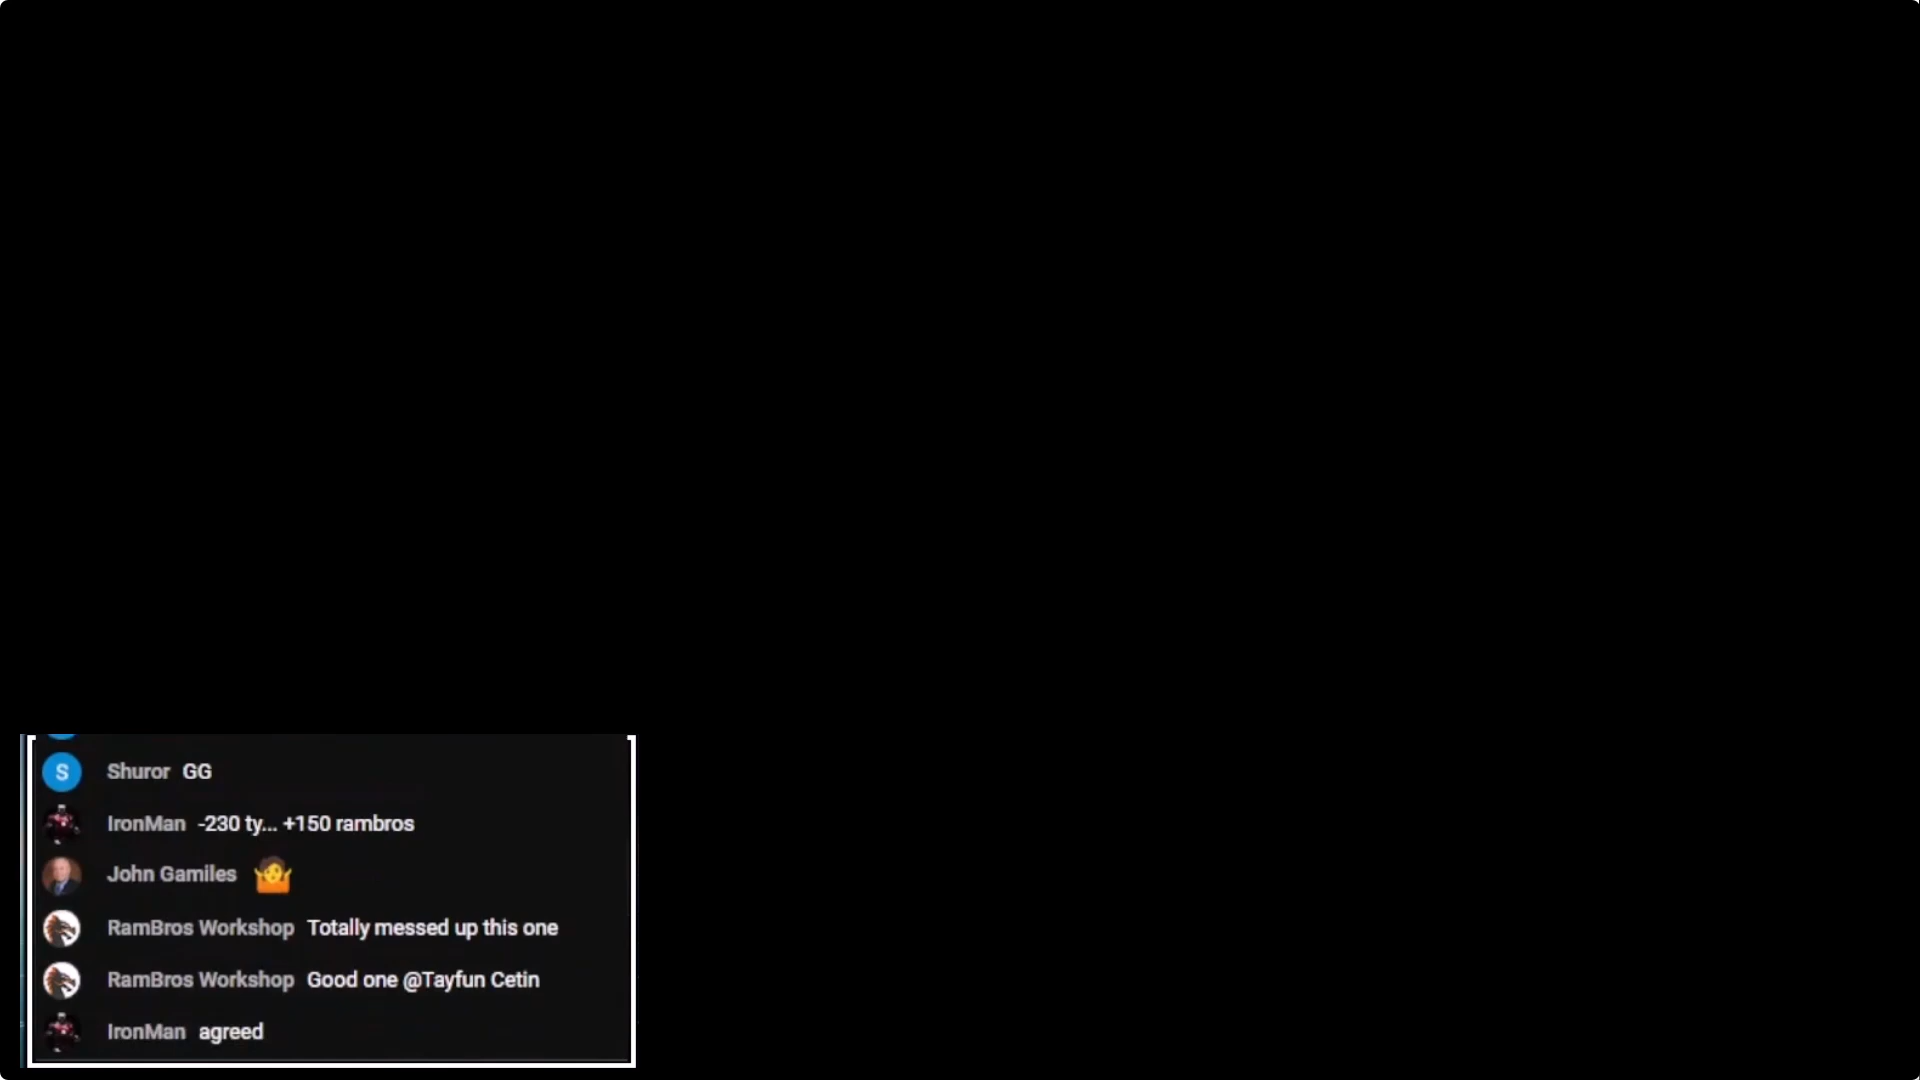 S Shuror GG
IronMan -230 ty... +150 rambros
John Gamiles 🤷
RamBros Workshop Totally messed up this one
RamBros Workshop Good one @Tayfun Cetin
IronMan agreed